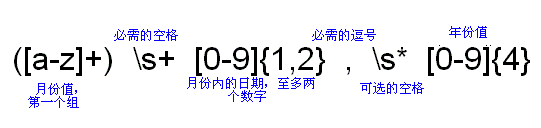 必需的空格 必需的逗号 年份值
([a-z]+) \s+ [0-9]{1,2} , \s* [0-9]{4}
月份值, 月份内的日期, 至多两 可选的空格
第一个组 个数字